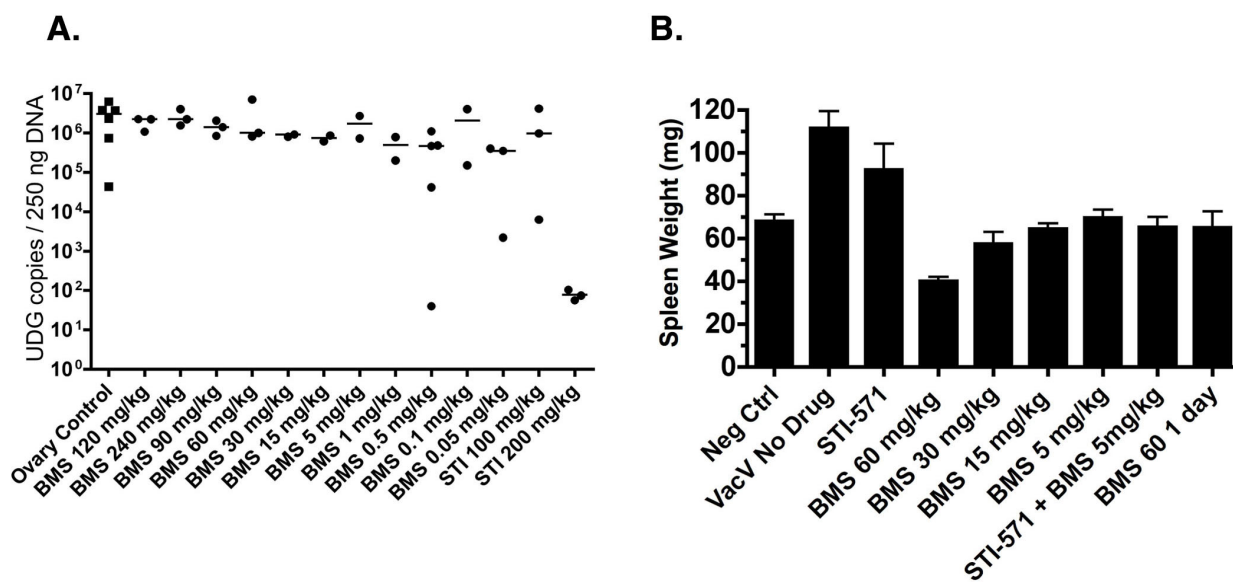 A.
UDG copies / 250 ng DNA
10^7
10^6
10^5
10^4
10^3
10^2
10^1
10^0
Ovary Control
BMS 120 mg/kg
BMS 240 mg/kg
BMS 90 mg/kg
BMS 60 mg/kg
BMS 30 mg/kg
BMS 15 mg/kg
BMS 5 mg/kg
BMS 1 mg/kg
BMS 0.5 mg/kg
BMS 0.1 mg/kg
BMS 0.05 mg/kg
STI 100 mg/kg
STI 200 mg/kg
B.
Spleen Weight (mg)
120
100
80
60
40
20
0
Neg Ctrl
VacV No Drug
STI-571
BMS 60 mg/kg
BMS 30 mg/kg
BMS 15 mg/kg
BMS 5 mg/kg
STI-571 + BMS 5mg/kg
BMS 60 1 day